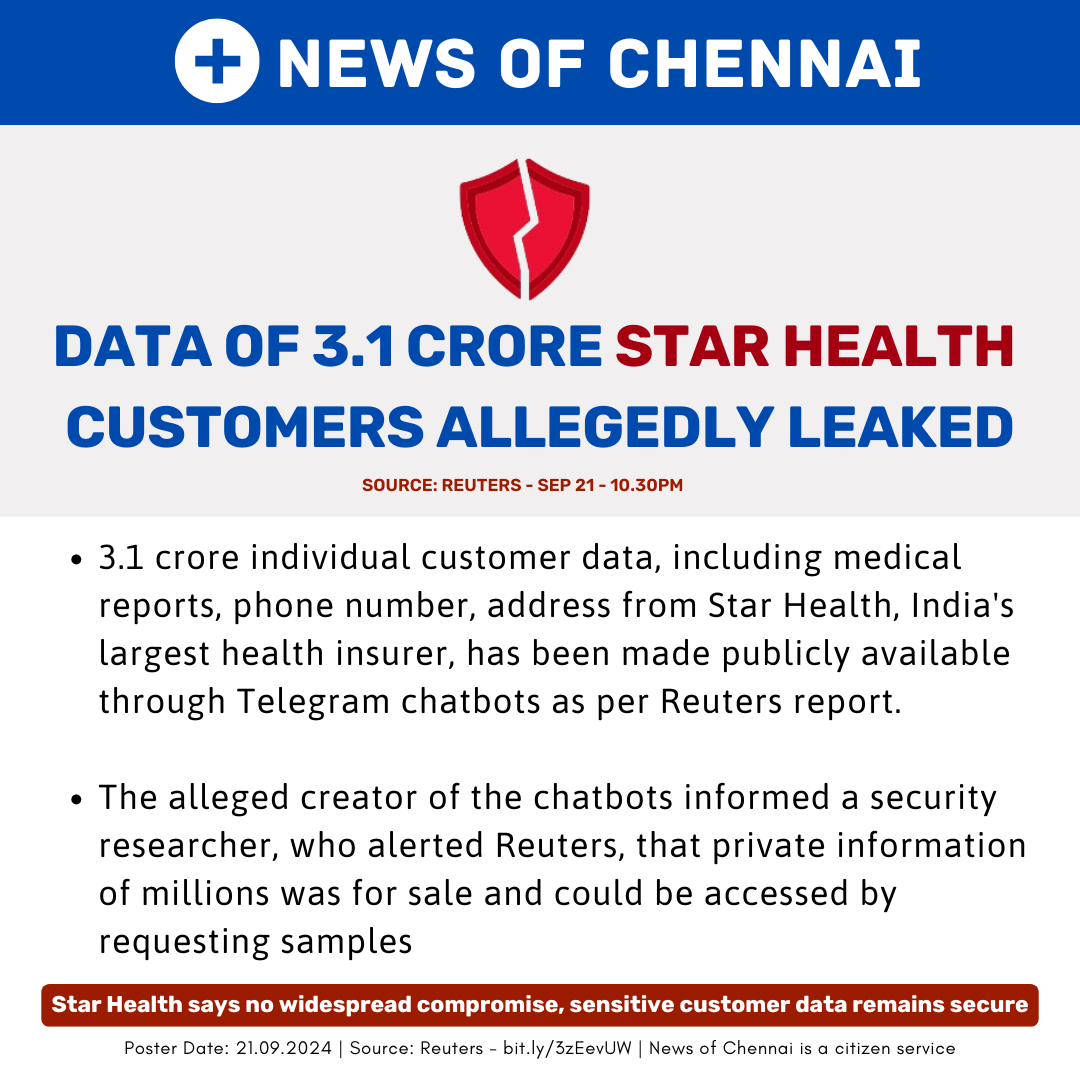 NEWS OF CHENNAI
DATA OF 3.1 CRORE STAR HEALTH
CUSTOMERS ALLEGEDLY LEAKED
SOURCE: REUTERS - SEP 21 - 10.30PM
• 3.1 crore individual customer data, including medical
reports, phone number, address from Star Health, India's
largest health insurer, has been made publicly available
through Telegram chatbots as per Reuters report.
• The alleged creator of the chatbots informed a security
researcher, who alerted Reuters, that private information
of millions was for sale and could be accessed by
requesting samples
Star Health says no widespread compromise, sensitive customer data remains secure
Poster Date: 21.09.2024 | Source: Reuters - bit.ly/3zEevUW | News of Chennai is a citizen service